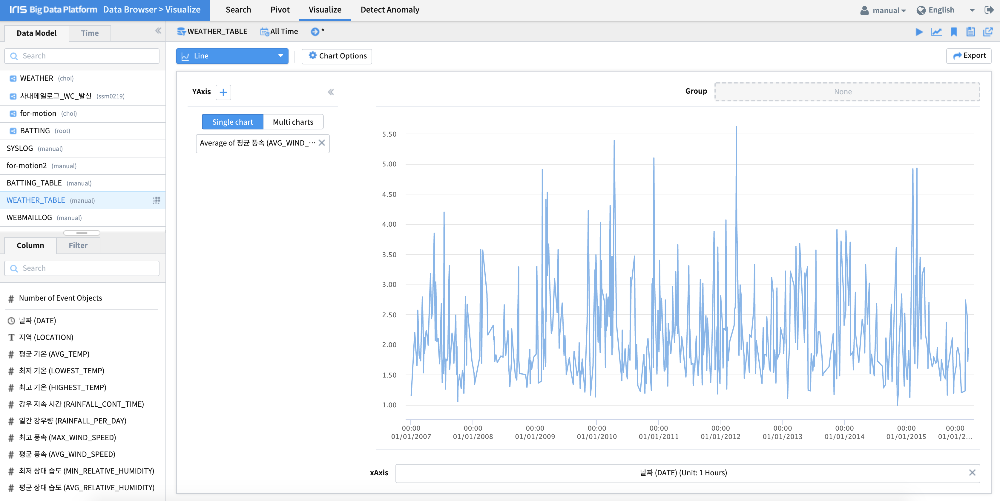 IRIS Big Data Platform Data Browser > Visualize
Search Pivot Visualize Detect Anomaly
manual English
Data Model Time
WEATHER_TABLE All Time *
Search
Line Chart Options Export
WEATHER (choi)
사내메일로그_WC_발신 (ssm0219)
for-motion (choi)
BATTING (root)
SYSLOG (manual)
for-motion2 (manual)
BATTING_TABLE (manual)
WEATHER_TABLE (manual)
WEBMAILLOG (manual)
Column Filter
Search
Number of Event Objects
날짜 (DATE)
지역 (LOCATION)
평균 기온 (AVG_TEMP)
최저 기온 (LOWEST_TEMP)
최고 기온 (HIGHEST_TEMP)
강우 지속 시간 (RAINFALL_CONT_TIME)
일간 강우량 (RAINFALL_PER_DAY)
최고 풍속 (MAX_WIND_SPEED)
평균 풍속 (AVG_WIND_SPEED)
최저 상대 습도 (MIN_RELATIVE_HUMIDITY)
평균 상대 습도 (AVG_RELATIVE_HUMIDITY)
YAxis
Single chart Multi charts
Average of 평균 풍속 (AVG_WIND_···
Group None
5.50
5.00
4.50
4.00
3.50
3.00
2.50
2.00
1.50
1.00
00:00 00:00 00:00 00:00 00:00 00:00 00:00 00:00 00:00 00:00
01/01/2007 01/01/2008 01/01/2009 01/01/2010 01/01/2011 01/01/2012 01/01/2013 01/01/2014 01/01/2015 01/01/2...
xAxis 날짜 (DATE) (Unit: 1 Hours)